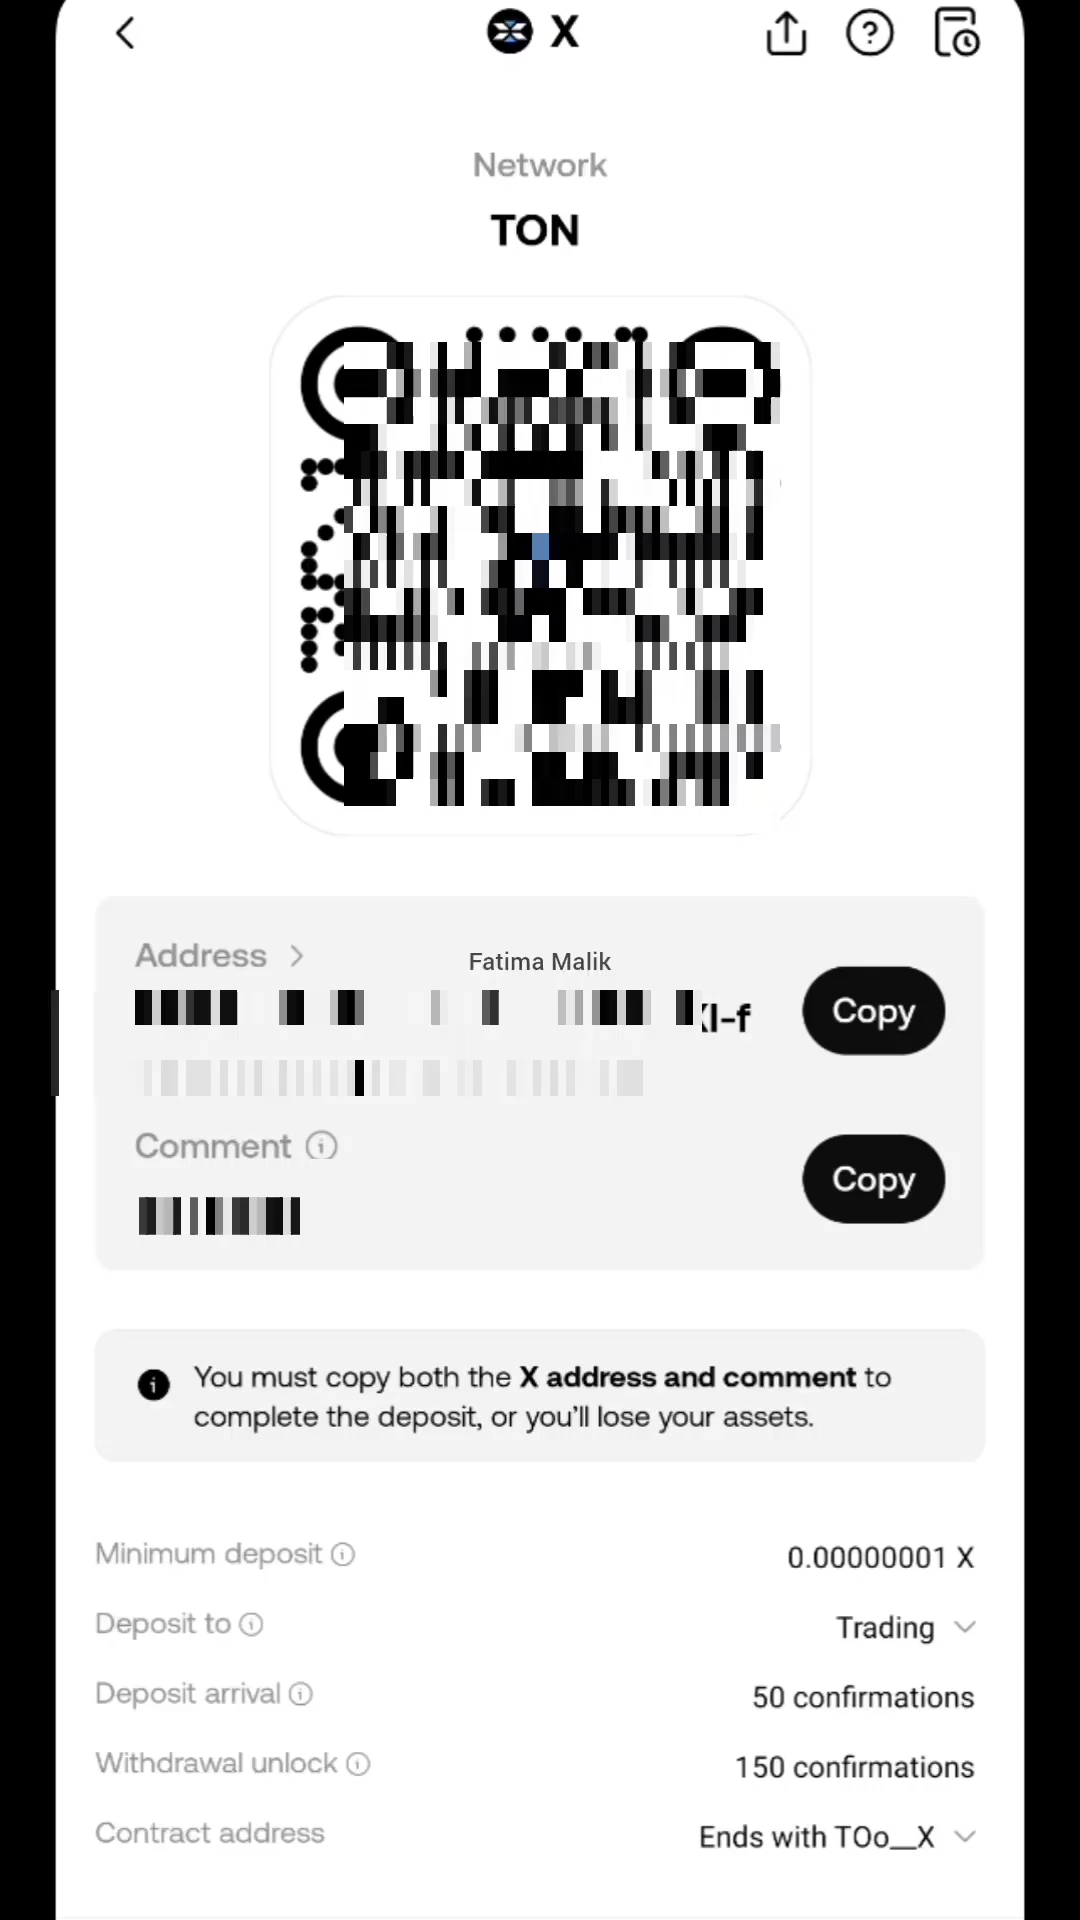 X
Network
TON
Address
Fatima Malik
Copy
Comment
Copy
You must copy both the X address and comment to
complete the deposit, or you’ll lose your assets.
Minimum deposit
0.00000001 X
Deposit to
Trading
Deposit arrival
50 confirmations
Withdrawal unlock
150 confirmations
Contract address
Ends with TOo__X